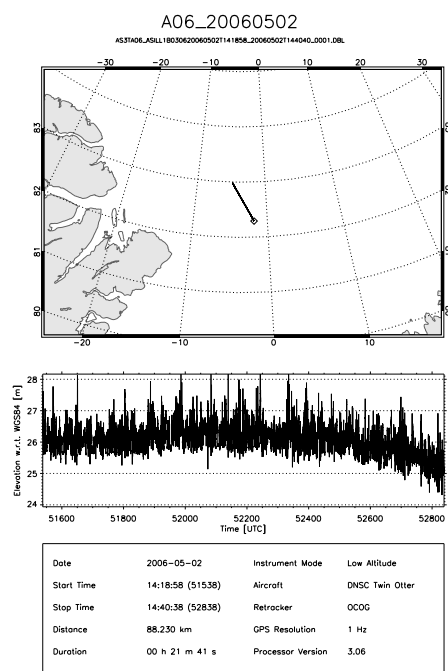 A06_20060502
AS3TA06_ASILL1B030620060502T141858_20060502T144040_0001.DBL
-30 -20 -10 0 10 20 30
83
82
81
80
-20 -10 0 10
Elevation w.r.t. WGS84 [m]
28
27
26
25
24
51600 51800 52000 52200 52400 52600 52800
Time [UTC]
Date 2006-05-02 Instrument Mode Low Altitude
Start Time 14:18:58 (51538) Aircraft DNSC Twin Otter
Stop Time 14:40:38 (52838) Retracker OCOG
Distance 88.230 km GPS Resolution 1 Hz
Duration 00 h 21 m 41 s Processor Version 3.06